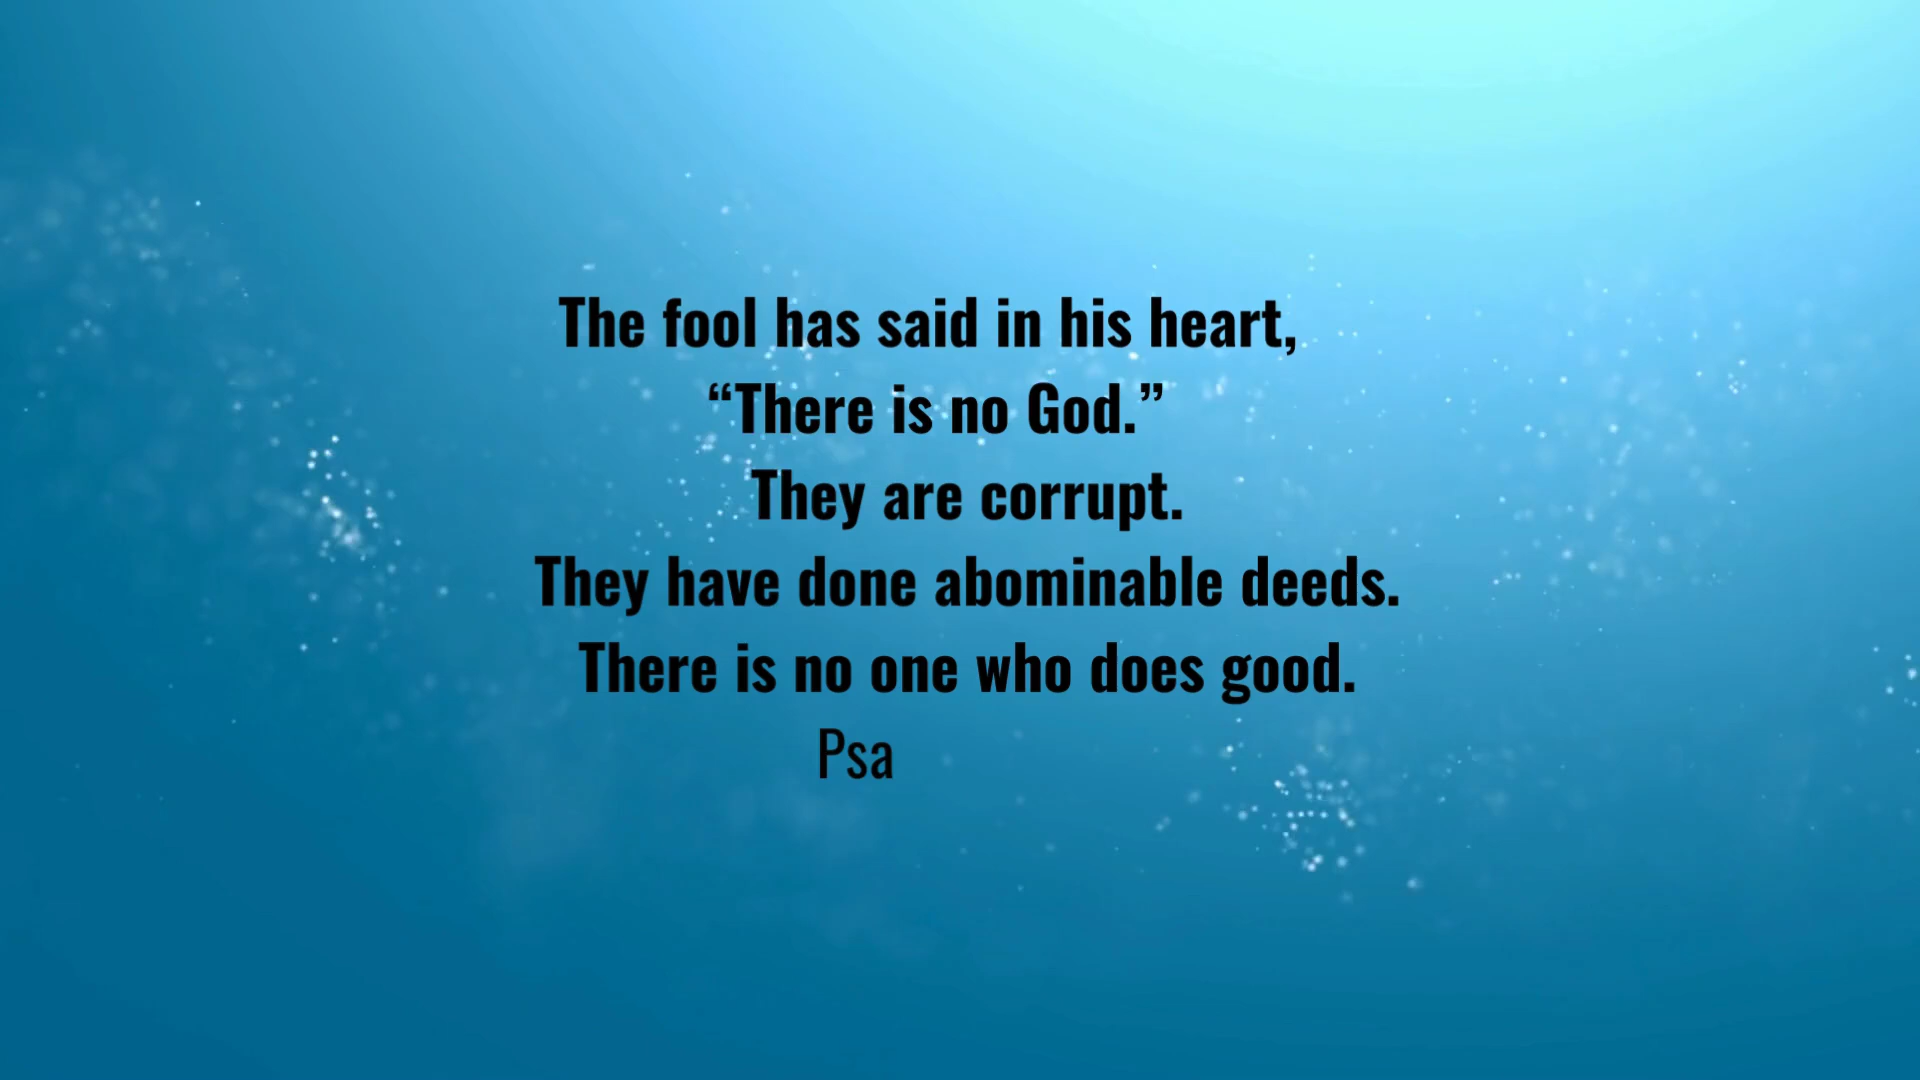 The fool has said in his heart,
“There is no God.”
They are corrupt.
They have done abominable deeds.
There is no one who does good.
Psa